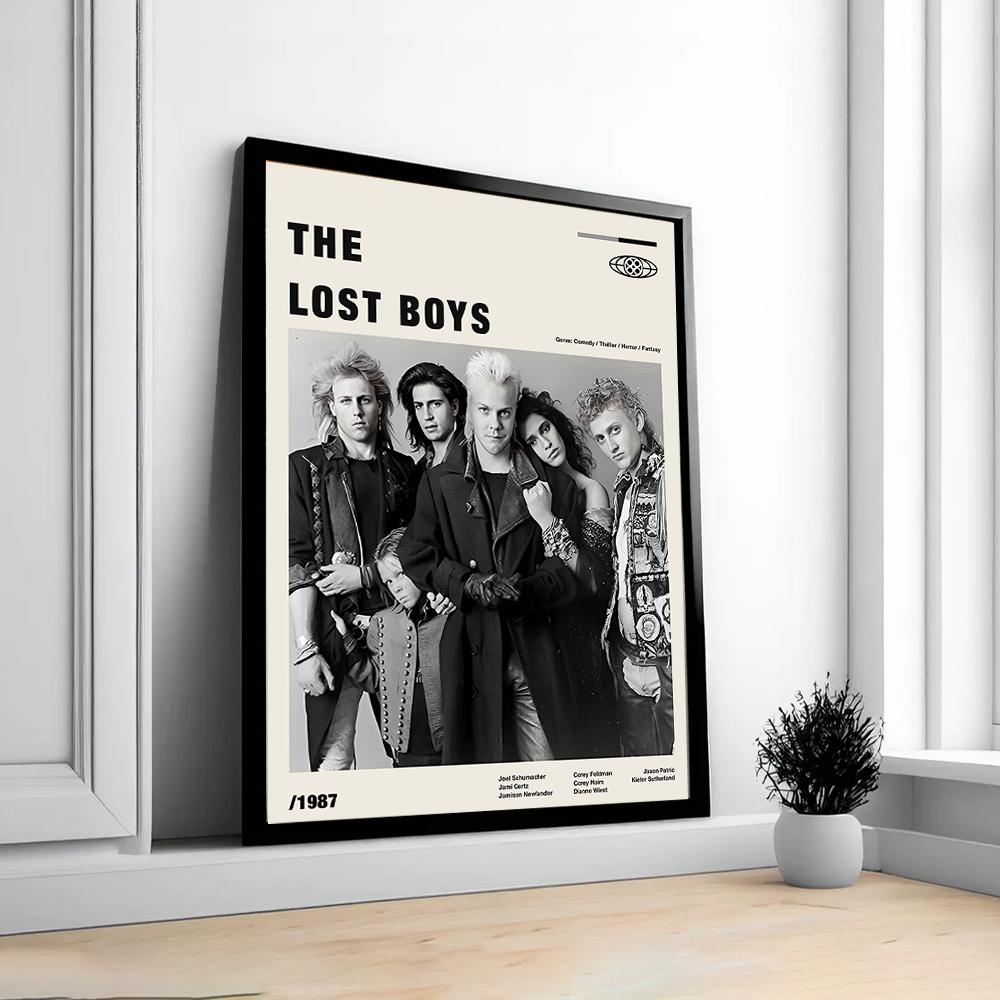 THE
LOST BOYS
Genre: Comedy / Thriller / Horror / Fantasy
/1987
Joel Schumacher
Jami Gertz
Jamison Newlander
Corey Feldman
Corey Haim
Dianne Wiest
Jason Patric
Kiefer Sutherland